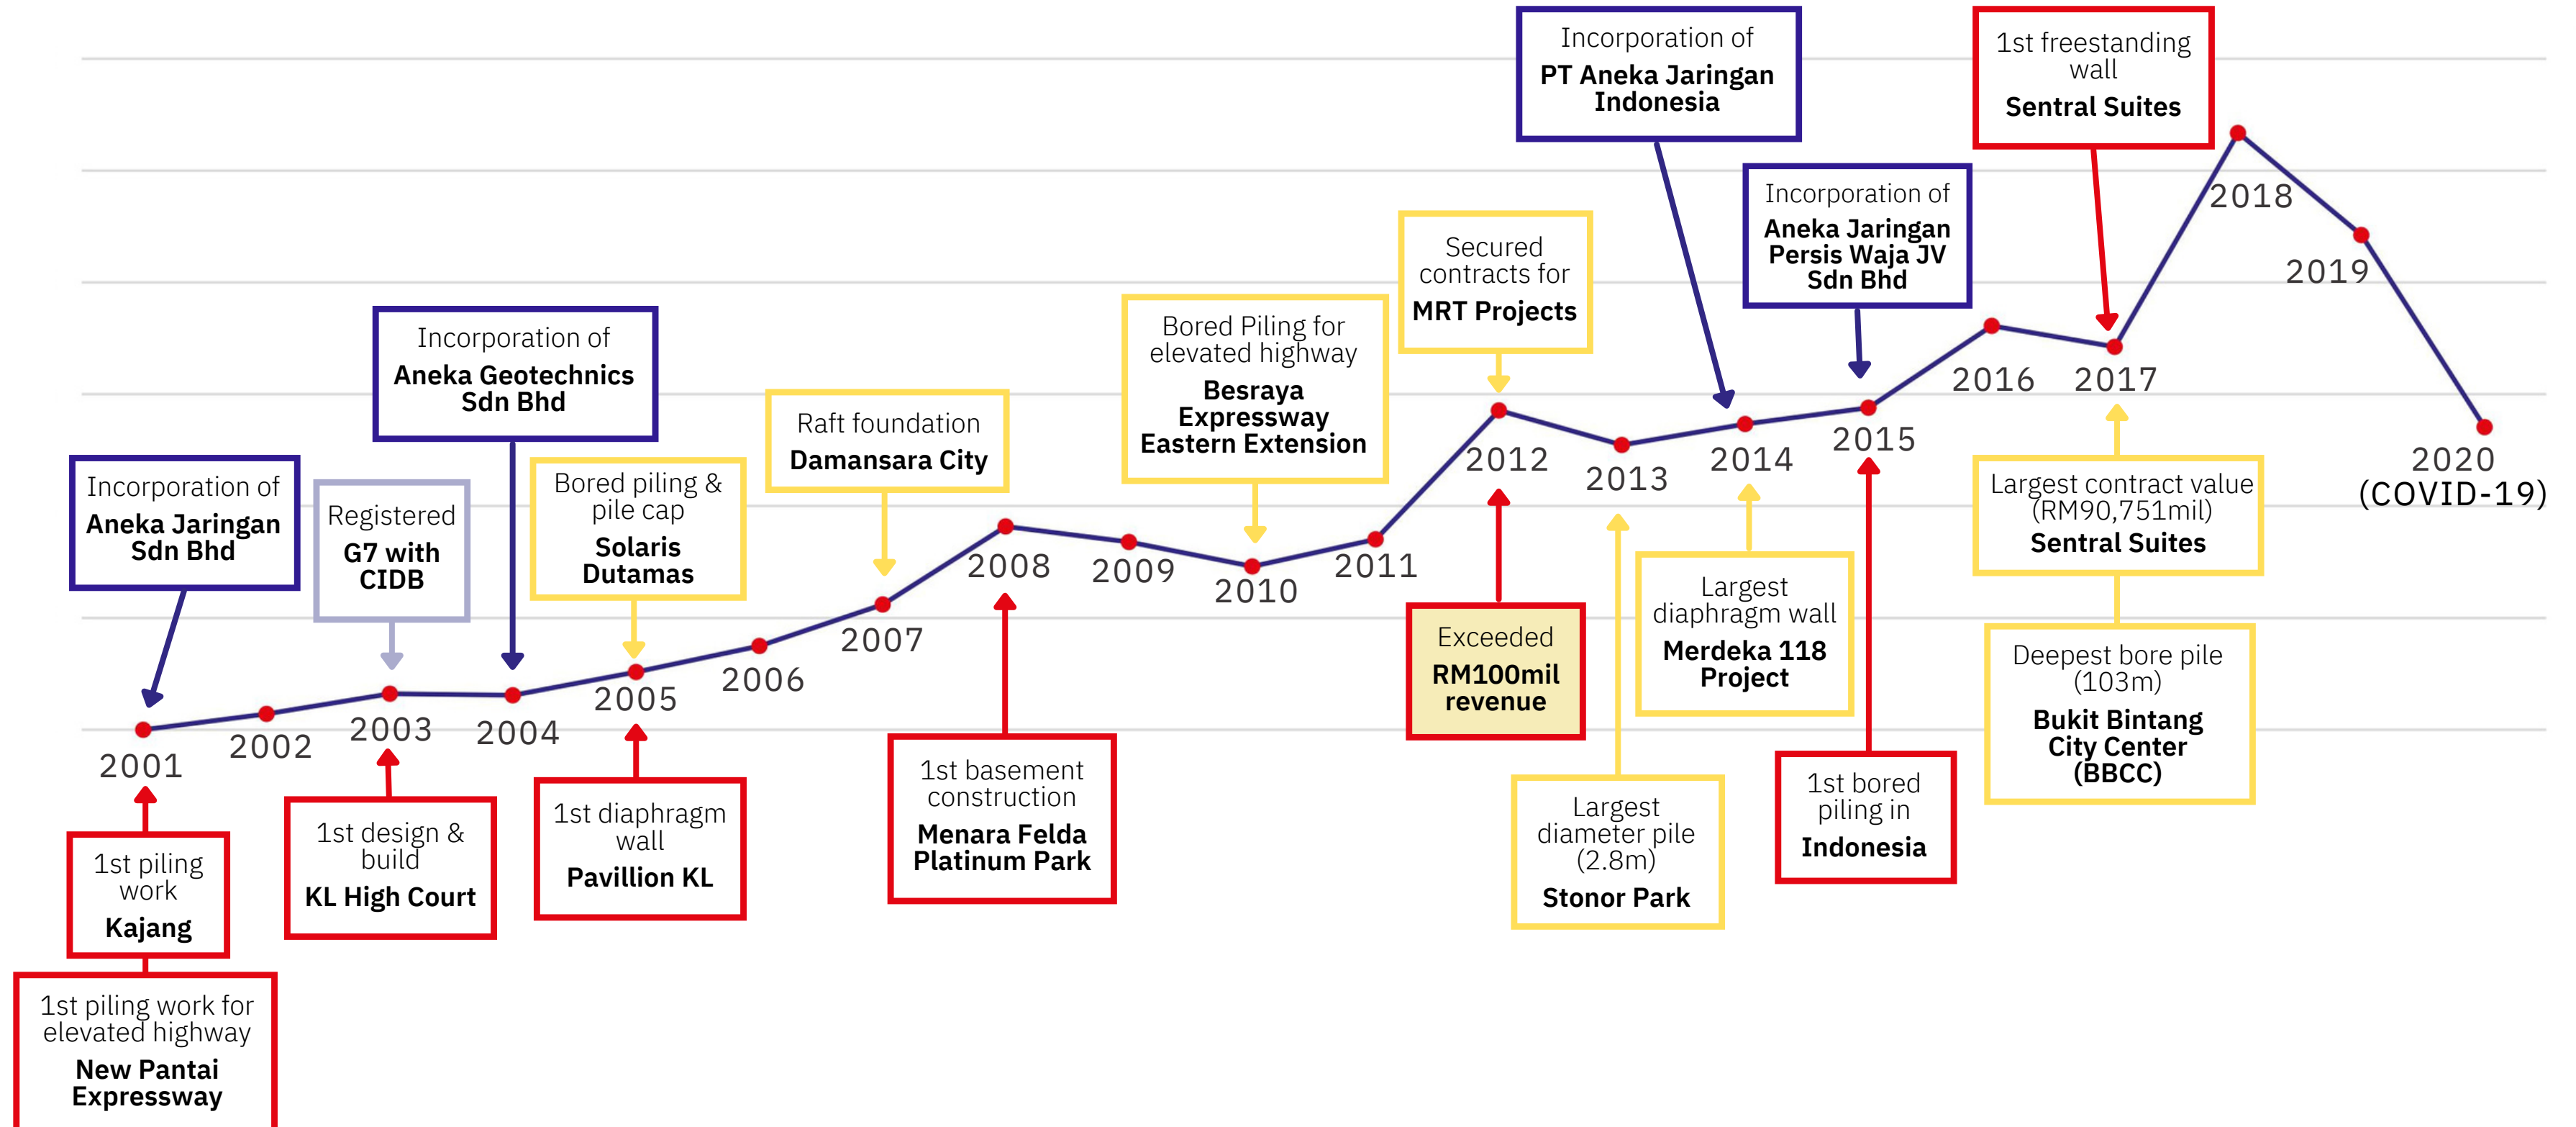 Incorporation of
PT Aneka Jaringan
Indonesia
1st freestanding
wall
Sentral Suites
Incorporation of
Aneka Jaringan
Persis Waja JV
Sdn Bhd
2018
Secured
contracts for
MRT Projects
2019
Incorporation of
Aneka Geotechnics
Sdn Bhd
Bored Piling for
elevated highway
Besraya
Expressway
Eastern Extension
Raft foundation
Damansara City
2016
2017
Incorporation of
Aneka Jaringan
Sdn Bhd
Registered
G7 with
CIDB
Bored piling &
pile cap
Solaris
Dutamas
2012
2013
2014
2015
2020
(COVID-19)
Largest contract value
(RM90,751mil)
Sentral Suites
2008
2009
2010
2011
2007
2006
2005
2004
2003
2002
2001
Exceeded
RM100mil
revenue
Largest
diaphragm wall
Merdeka 118
Project
Deepest bore pile
(103m)
Bukit Bintang
City Center
(BBCC)
1st piling
work
Kajang
1st design &
build
KL High Court
1st diaphragm
wall
Pavillion KL
1st basement
construction
Menara Felda
Platinum Park
Largest
diameter pile
(2.8m)
Stonor Park
1st bored
piling in
Indonesia
1st piling work for
elevated highway
New Pantai
Expressway